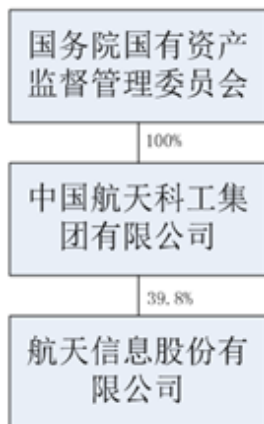 国务院国有资产
监督管理委员会
100%
中国航天科工集
团有限公司
39.8%
航天信息股份有
限公司